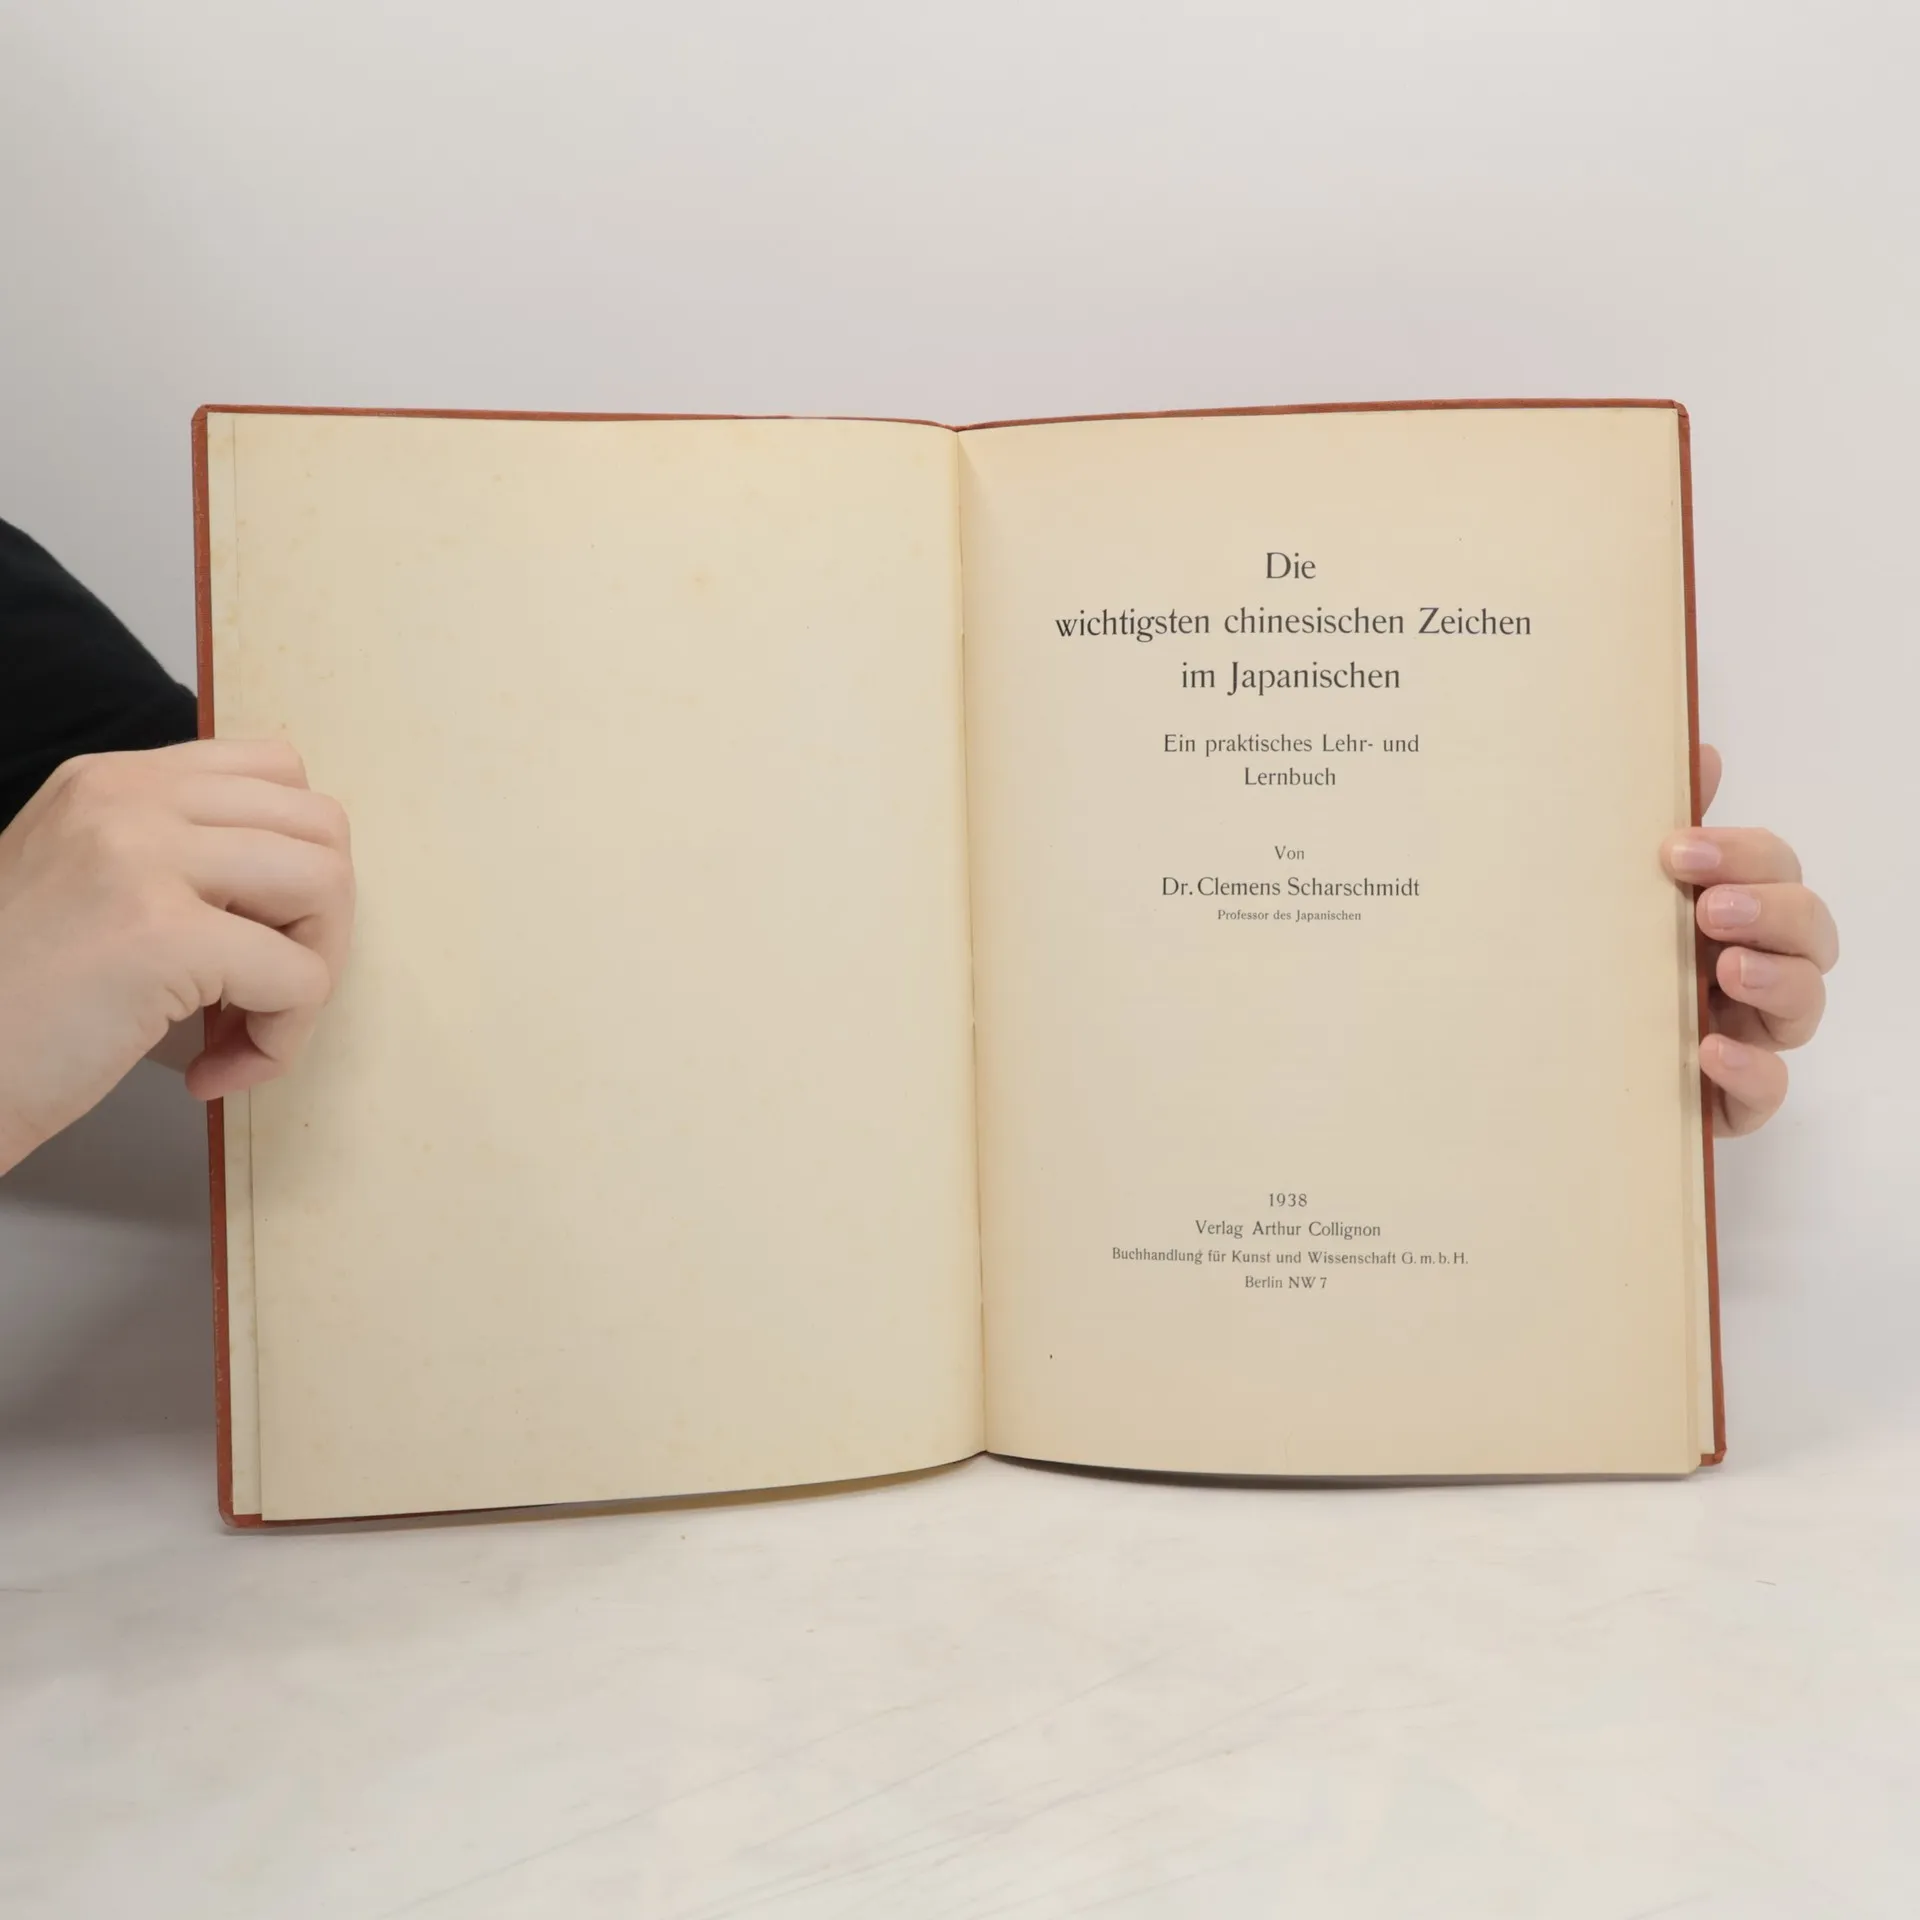 Die
wichtigsten chinesischen Zeichen
im Japanischen
Ein praktisches Lehr- und
Lernbuch
Von
Dr. Clemens Scharschmidt
Professor des Japanischen
1938
Verlag Arthur Collignon
Buchhandlung für Kunst und Wissenschaft G. m. b. H.
Berlin NW 7